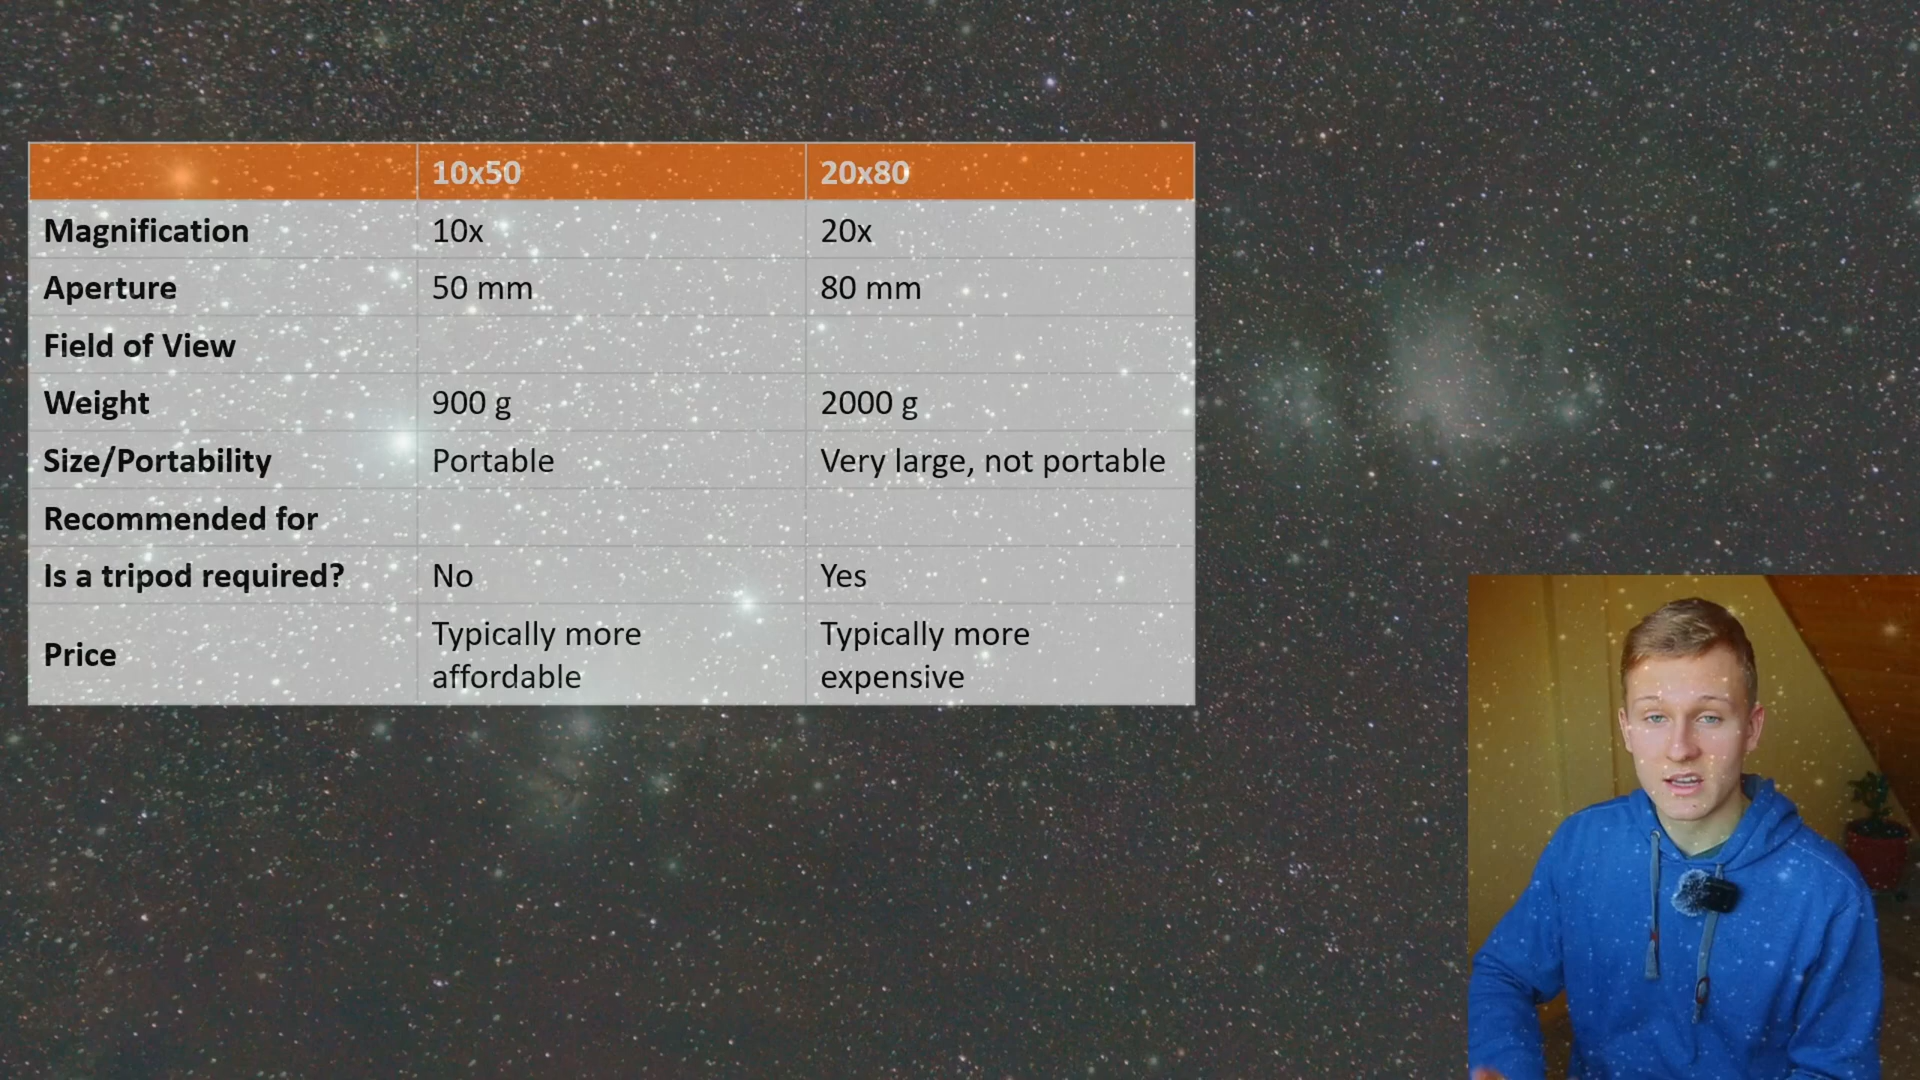 10x50 20x80
Magnification 10x 20x
Aperture 50 mm 80 mm
Field of View
Weight 900 g 2000 g
Size/Portability Portable Very large, not portable
Recommended for
Is a tripod required? No Yes
Price Typically more affordable Typically more expensive